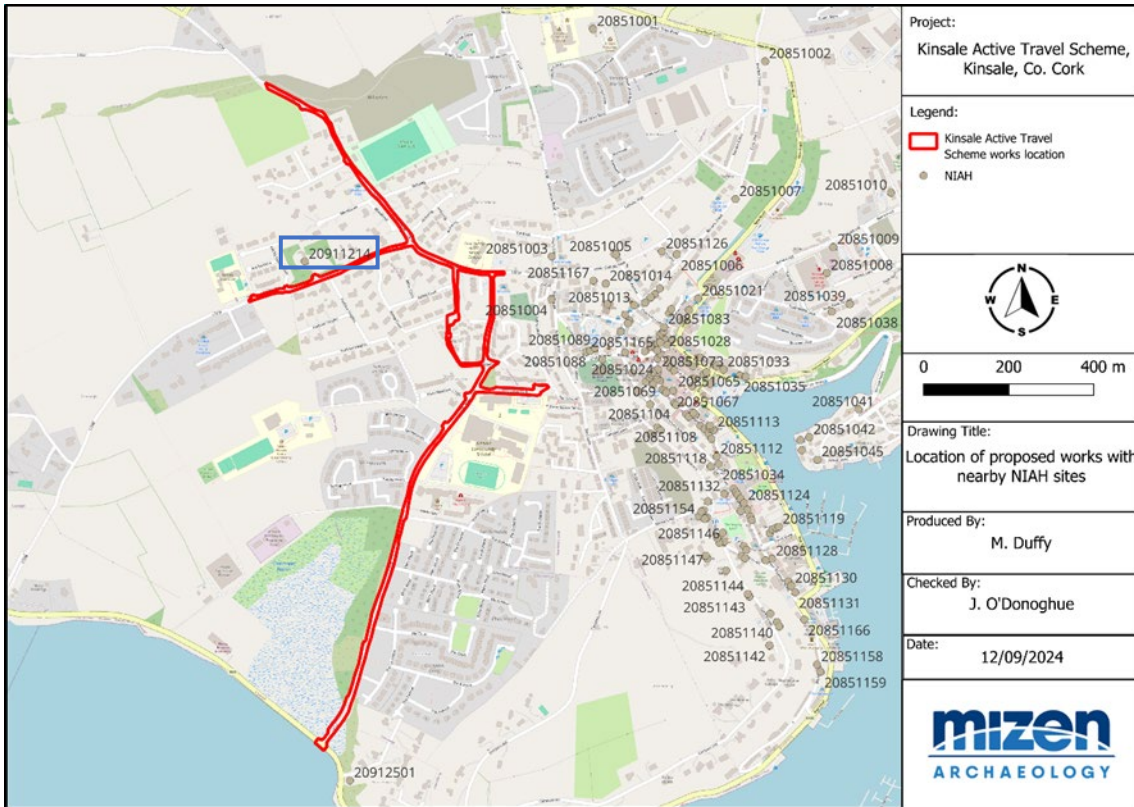 20851001
20851002
20851007
20851010
20911214
20851003
20851005
20851126
20851009
20851006
20851008
20851167
20851014
20851021
20851039
20851013
20851004
20851083
20851038
20851089
20851165
20851028
20851088
20851024
20851073
20851033
20851065
20851035
20851069
20851067
20851041
20851104
20851113
20851042
20851108
20851112
20851045
20851118
20851034
20851132
20851124
20851154
20851119
20851146
20851128
20851147
20851144
20851130
20851143
20851131
20851140
20851166
20851142
20851158
20851159
20912501
Project:
Kinsale Active Travel Scheme,
Kinsale, Co. Cork
Legend:
Kinsale Active Travel
Scheme works location
NIAH
N
W E
S
0 200 400 m
Drawing Title:
Location of proposed works with
nearby NIAH sites
Produced By:
M. Duffy
Checked By:
J. O'Donoghue
Date:
12/09/2024
mizen
ARCHAEOLOGY